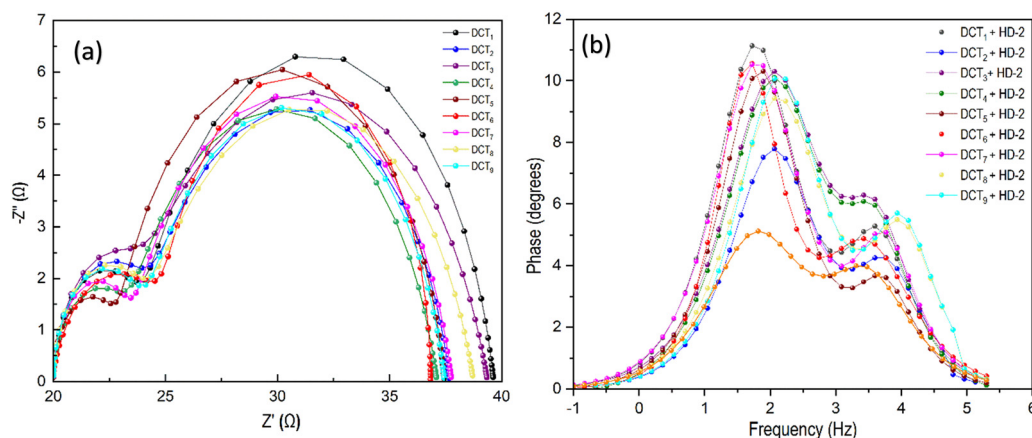 (a)
-Z'' (Ω)
7
6
5
4
3
2
1
0
20
25
30
35
40
Z' (Ω)
DCT₁
DCT₂
DCT₃
DCT₄
DCT₅
DCT₆
DCT₇
DCT₈
DCT₉
(b)
Phase (degrees)
12
10
8
6
4
2
0
-1
0
1
2
3
4
5
6
Frequency (Hz)
DCT₁ + HD-2
DCT₂ + HD-2
DCT₃+ HD-2
DCT₄ + HD-2
DCT₅ + HD-2
DCT₆ + HD-2
DCT₇ + HD-2
DCT₈ + HD-2
DCT₉ + HD-2